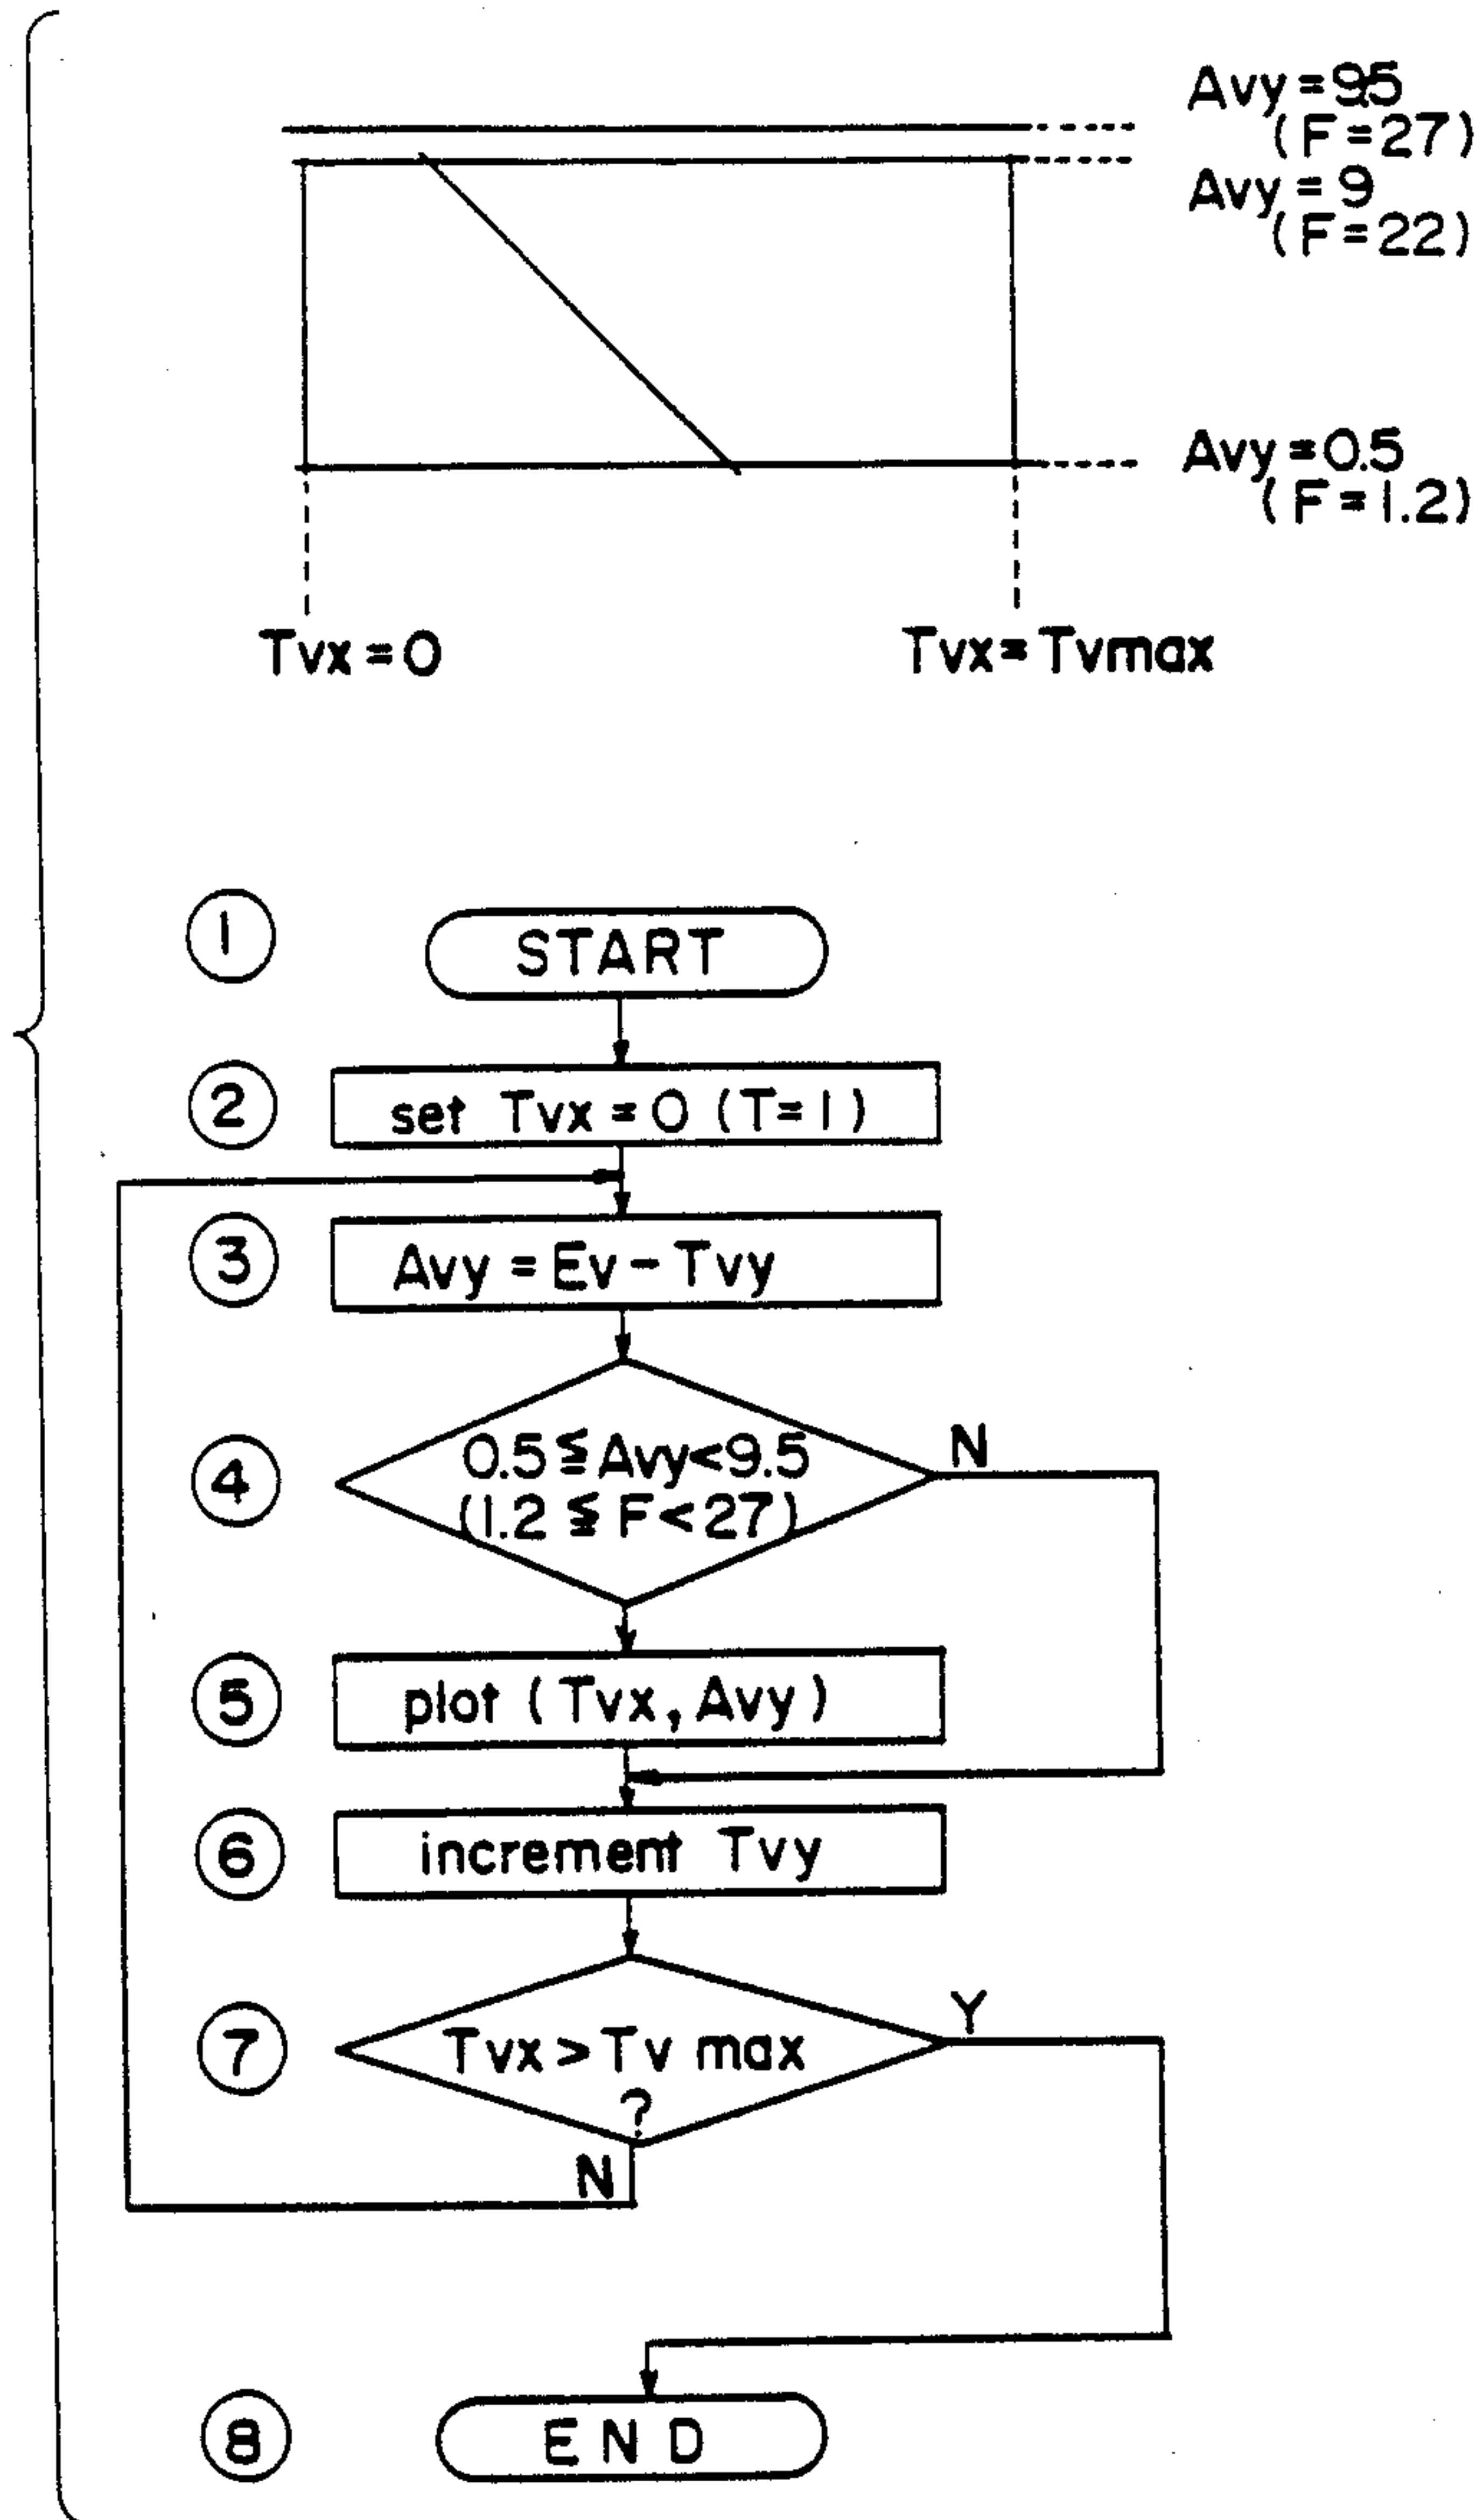 Avy=9.5
(F=27)
Avy=9
(F=22)
Avy=0.5
(F=1.2)
Tvx=0
Tvx=Tvmax
1
START
2
set Tvx=0 (T=1)
3
Avy=Ev-Tvy
4
0.5≦Avy<9.5
(1.2≦F<27)
N
5
plot (Tvx, Avy)
6
increment Tvy
7
Tvx>Tv max
?
Y
N
8
END